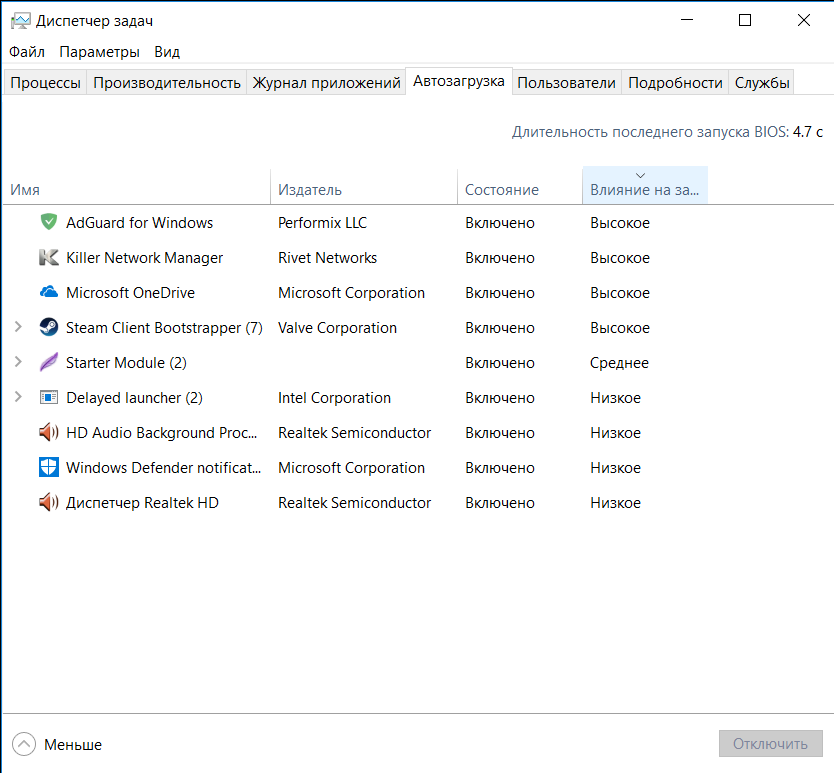 Диспетчер задач
Файл Параметры Вид
Процессы Производительность Журнал приложений Автозагрузка Пользователи Подробности Службы
Длительность последнего запуска BIOS: 4.7 с
Имя Издатель Состояние Влияние на за...
AdGuard for Windows Performix LLC Включено Высокое
Killer Network Manager Rivet Networks Включено Высокое
Microsoft OneDrive Microsoft Corporation Включено Высокое
Steam Client Bootstrapper (7) Valve Corporation Включено Высокое
Starter Module (2) Включено Среднее
Delayed launcher (2) Intel Corporation Включено Низкое
HD Audio Background Proc... Realtek Semiconductor Включено Низкое
Windows Defender notificat... Microsoft Corporation Включено Низкое
Диспетчер Realtek HD Realtek Semiconductor Включено Низкое
Меньше Отключить